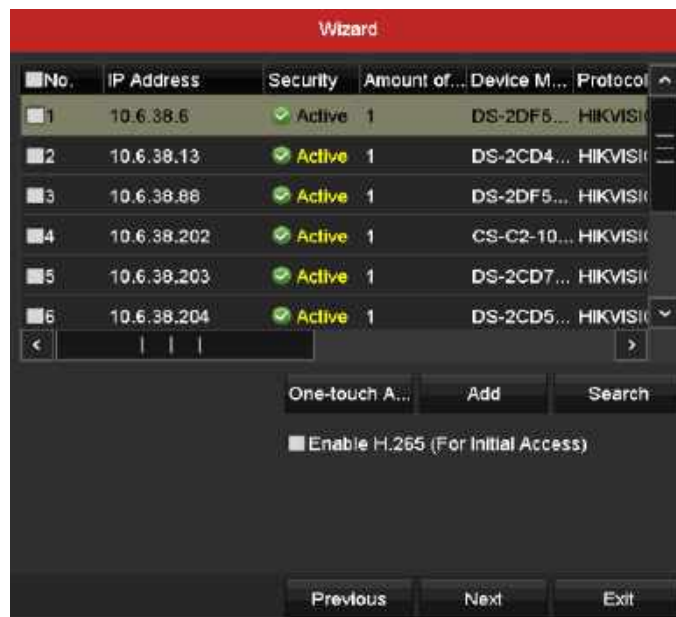 Wizard
No. IP Address Security Amount of... Device M... Protocol
1 10.6.38.6 Active 1 DS-2DF5... HIKVISI
2 10.6.38.13 Active 1 DS-2CD4... HIKVISI
3 10.6.38.88 Active 1 DS-2DF5... HIKVISI
4 10.6.38.202 Active 1 CS-C2-10... HIKVISI
5 10.6.38.203 Active 1 DS-2CD7... HIKVISI
6 10.6.38.204 Active 1 DS-2CD5... HIKVISI
One-touch A... Add Search
Enable H.265 (For Initial Access)
Previous Next Exit